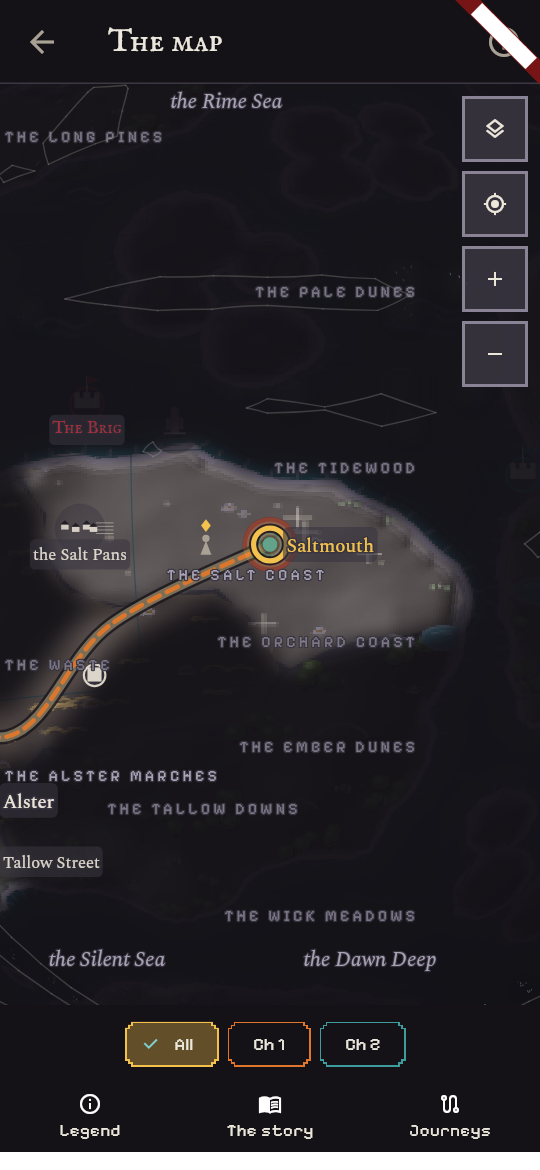 The map
the Rime Sea
THE LONG PINES
THE PALE DUNES
The Brig
THE TIDEWOOD
the Salt Pans
Saltmouth
THE SALT COAST
THE ORCHARD COAST
THE WASTE
THE EMBER DUNES
THE ALSTER MARCHES
Alster
THE TALLOW DOWNS
Tallow Street
THE WICK MEADOWS
the Silent Sea
the Dawn Deep
All
Ch 1
Ch 2
Legend
The story
Journeys